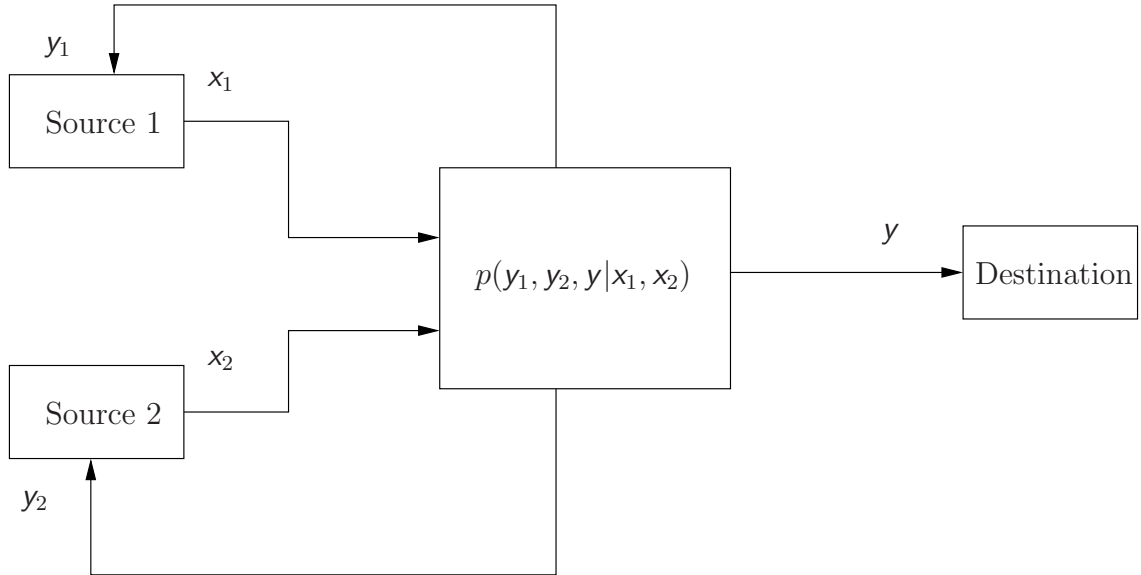 y₁
x₁
Source 1
y
p(y₁, y₂, y|x₁, x₂)
Destination
x₂
Source 2
y₂